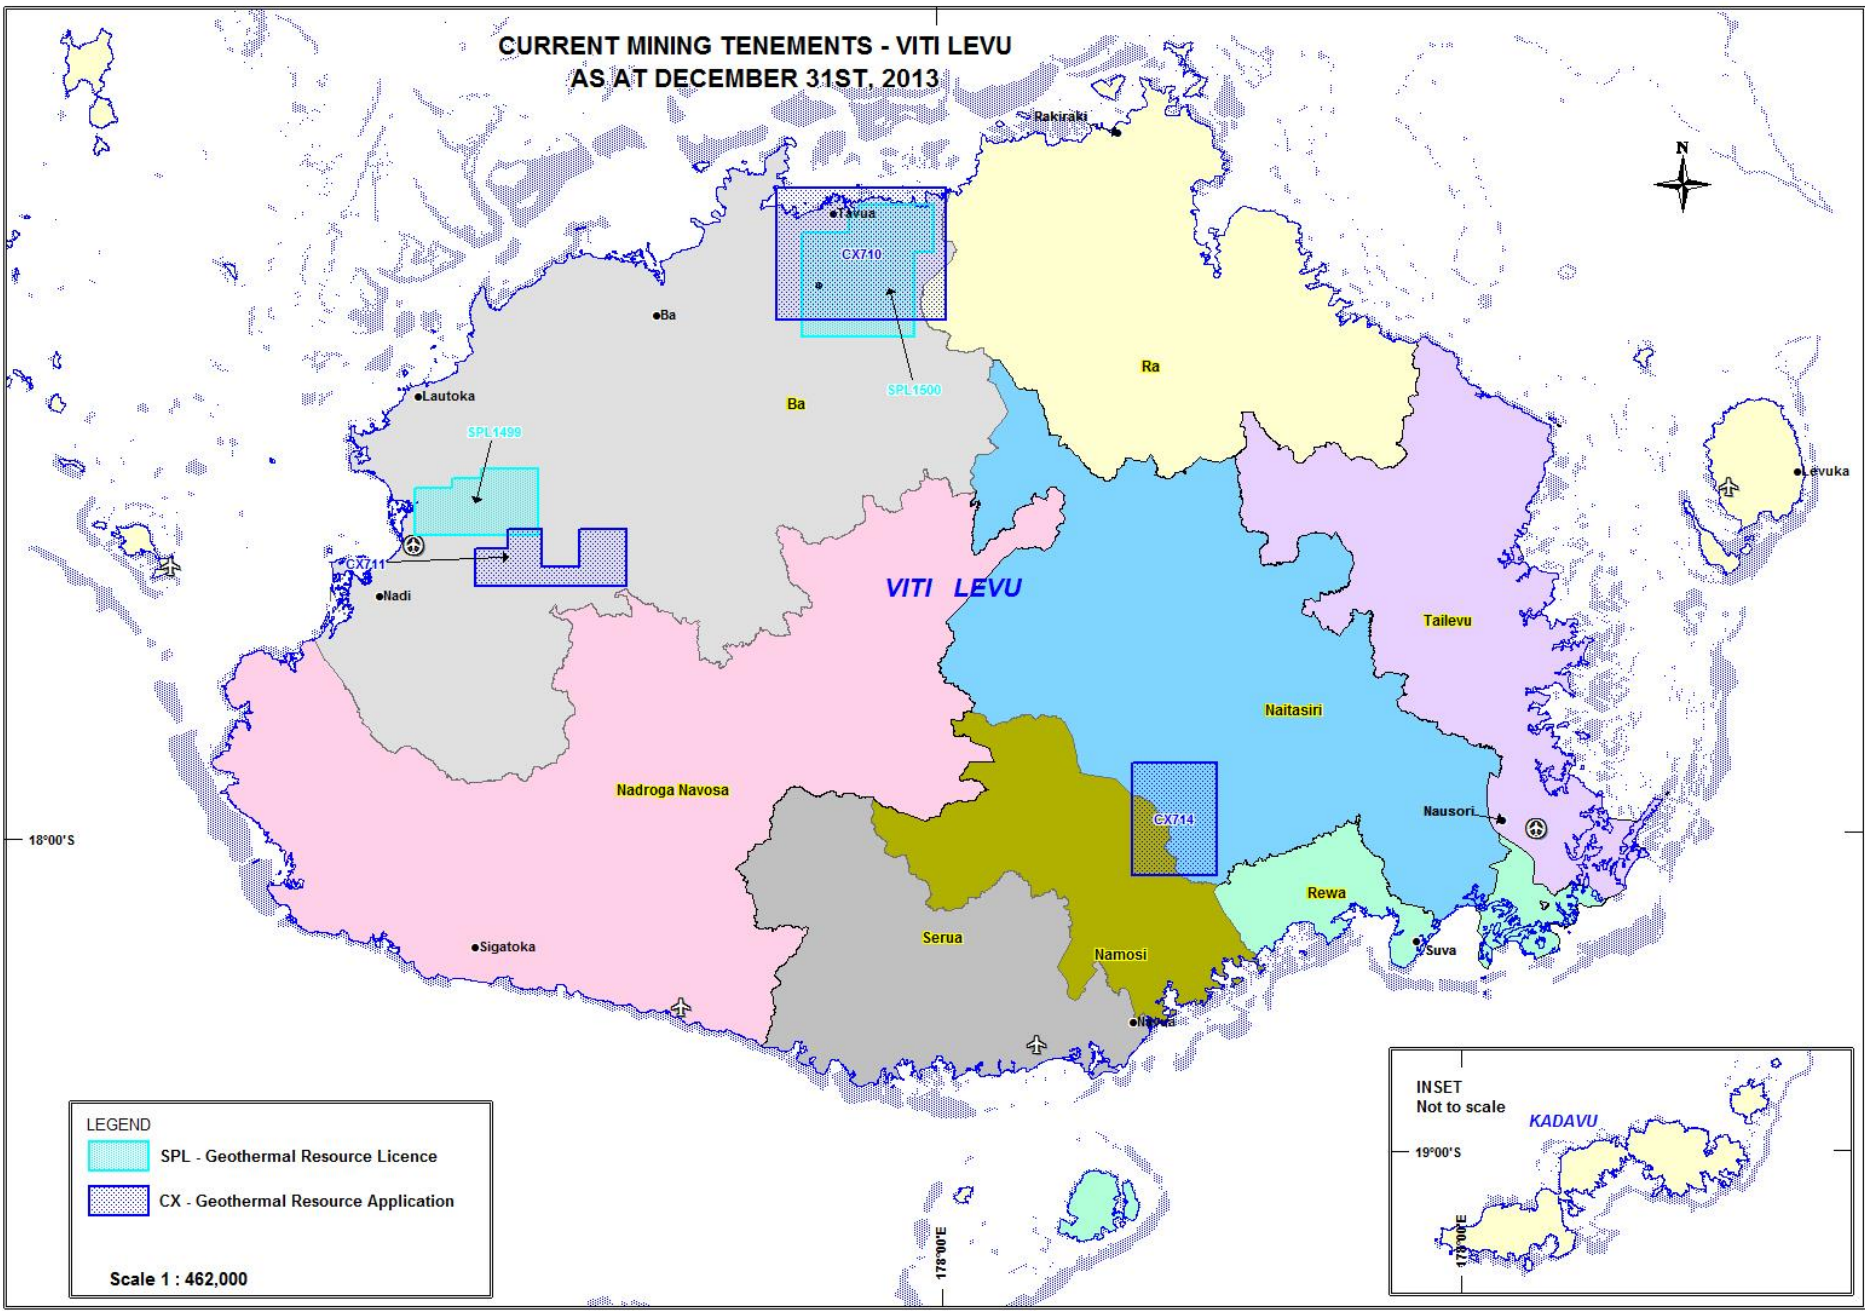 CURRENT MINING TENEMENTS - VITI LEVU
AS AT DECEMBER 31ST, 2013
Rakiraki
N
Tavua
CX710
Ba
Ra
SPL1500
Lautoka
Ba
SPL1499
Levuka
CX711
Nadi
VITI LEVU
Tailevu
Naitasiri
Nadroga Navosa
Nausori
CX714
18°00'S
Rewa
Serua
Sigatoka
Namosi
Suva
Navua
LEGEND
SPL - Geothermal Resource Licence
CX - Geothermal Resource Application
Scale 1 : 462,000
178°00'E
INSET
Not to scale
KADAVU
19°00'S
178°00'E